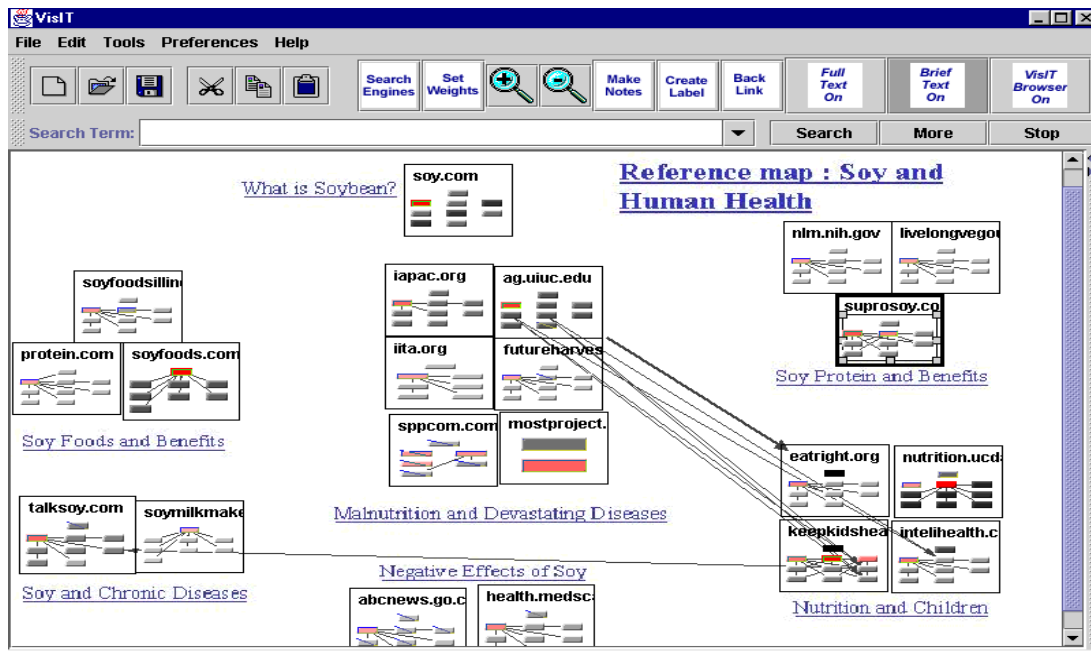 VisIT
File Edit Tools Preferences Help
Search Engines
Set Weights
Make Notes
Create Label
Back Link
Full Text On
Brief Text On
VisIT Browser On
Search Term:
Search More Stop
What is Soybean?
soy.com
Reference map : Soy and
Human Health
nlm.nih.gov
livelongvegou
suprosoy.co
Soy Protein and Benefits
soyfoodsillin
protein.com
soyfoods.com
Soy Foods and Benefits
iapac.org
ag.uiuc.edu
iita.org
futureharves
sppcom.com
mostproject.
Malnutrition and Devastating Diseases
eatright.org
nutrition.ucd
keepkidshea
intelihealth.c
Nutrition and Children
talksoy.com
soymilkmake
Soy and Chronic Diseases
Negative Effects of Soy
abcnews.go.c
health.medsc